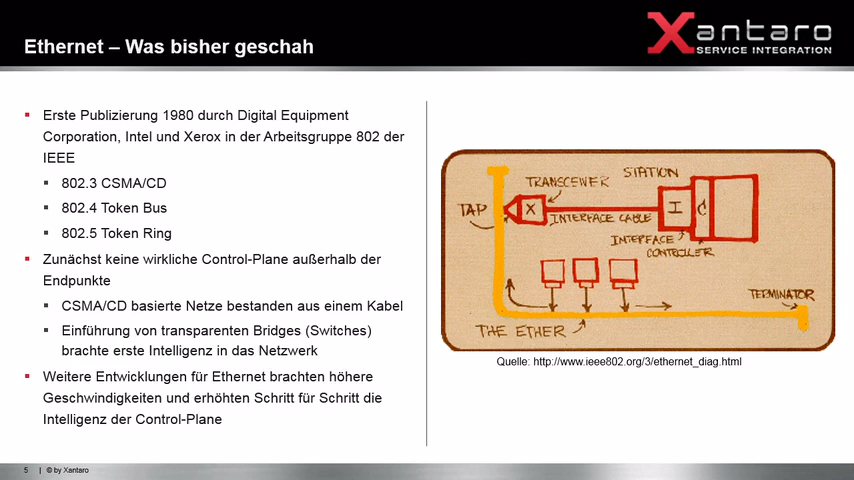 Ethernet – Was bisher geschah
Xantaro
SERVICE INTEGRATION
Erste Publizierung 1980 durch Digital Equipment
Corporation, Intel und Xerox in der Arbeitsgruppe 802 der
IEEE
802.3 CSMA/CD
802.4 Token Bus
802.5 Token Ring
Zunächst keine wirkliche Control-Plane außerhalb der
Endpunkte
CSMA/CD basierte Netze bestanden aus einem Kabel
Einführung von transparenten Bridges (Switches)
brachte erste Intelligenz in das Netzwerk
Weitere Entwicklungen für Ethernet brachten höhere
Geschwindigkeiten und erhöhten Schritt für Schritt die
Intelligenz der Control-Plane
STATION
TRANSCEIVER
TAP
X
I
C
INTERFACE CABLE
INTERFACE
CONTROLLER
TERMINATOR
THE ETHER
Quelle: http://www.ieee802.org/3/ethernet_diag.html
5 | © by Xantaro